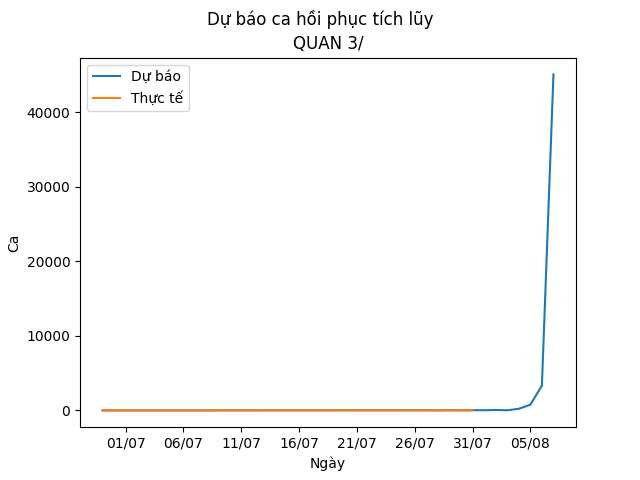 Dự báo ca hồi phục tích lũy
QUAN 3/
Dự báo
Thực tế
40000
30000
20000
10000
0
Ca
01/07 06/07 11/07 16/07 21/07 26/07 31/07 05/08
Ngày